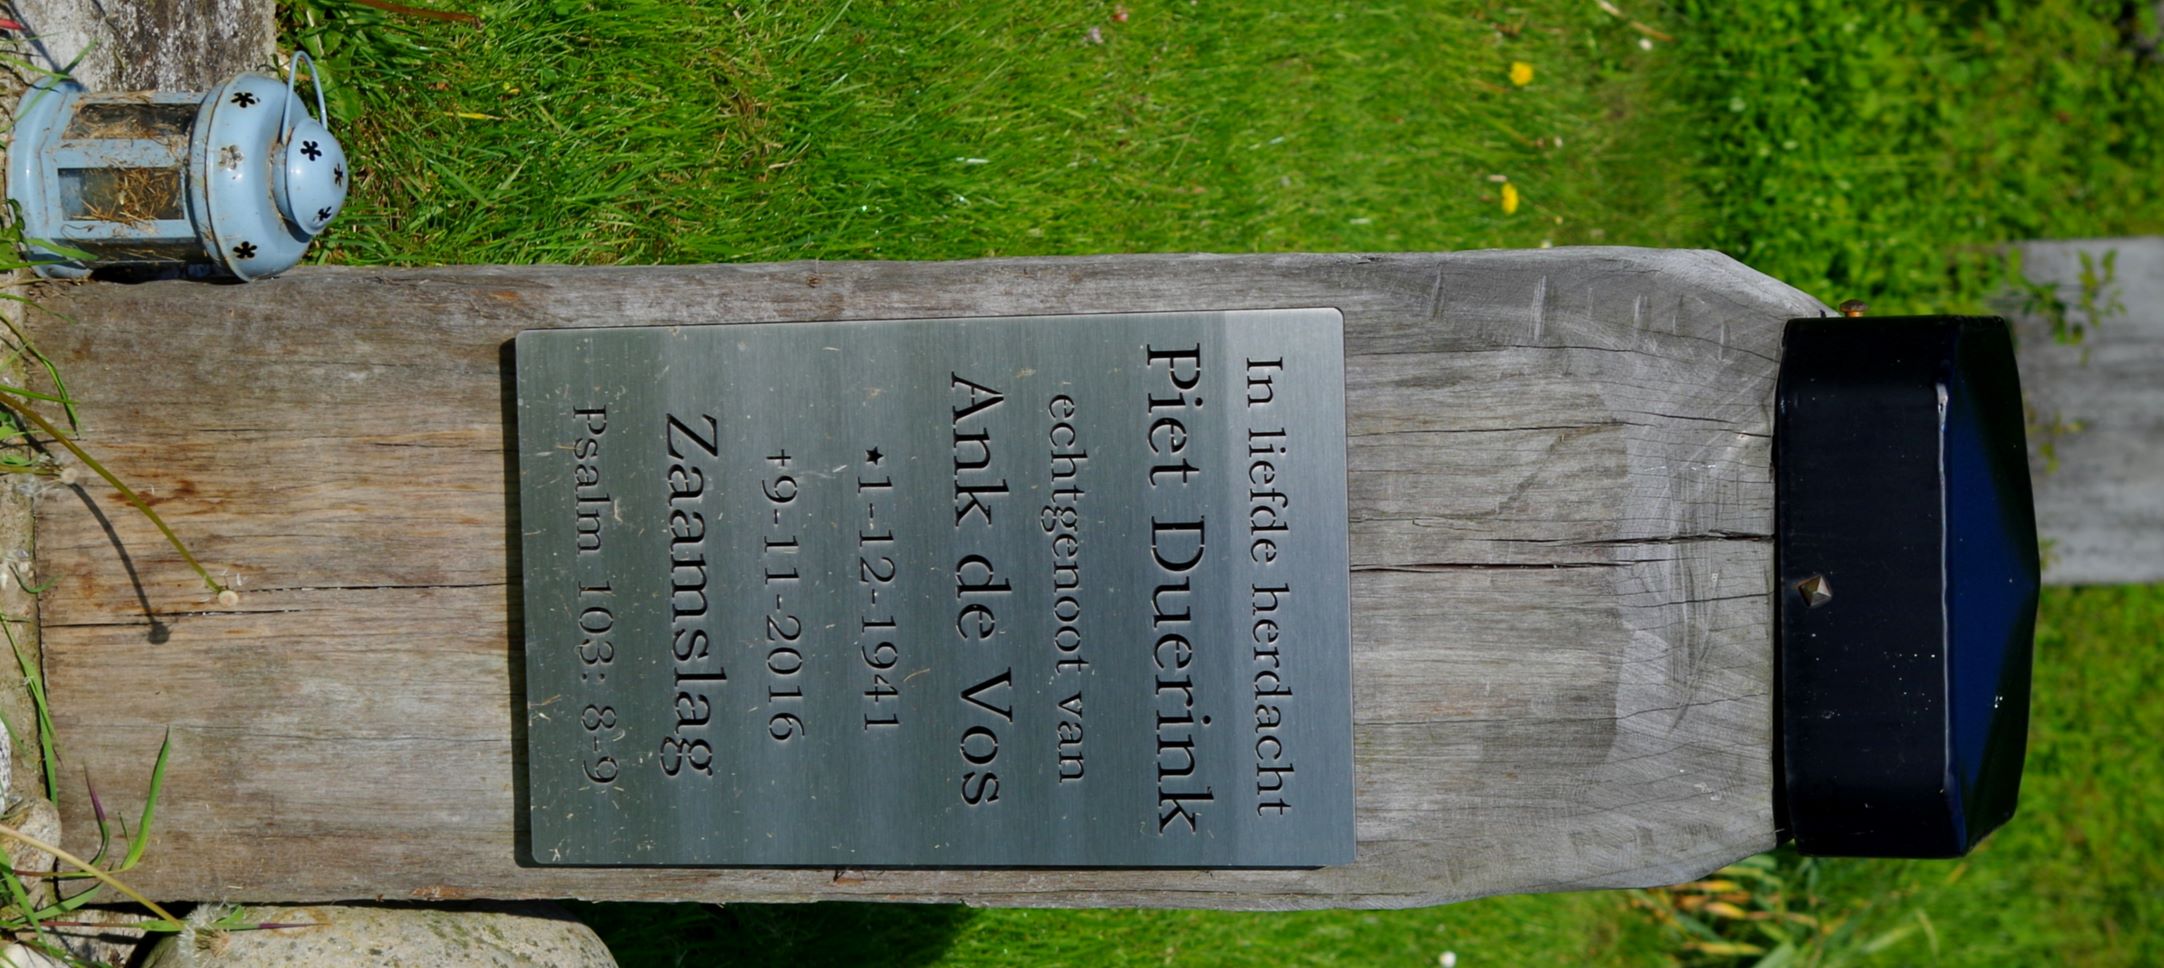 In liefde herdacht
Piet Duerink
echtgenoot van
Ank de Vos
★1-12-1941
+9-11-2016
Zaamslag
Psalm 103: 8-9